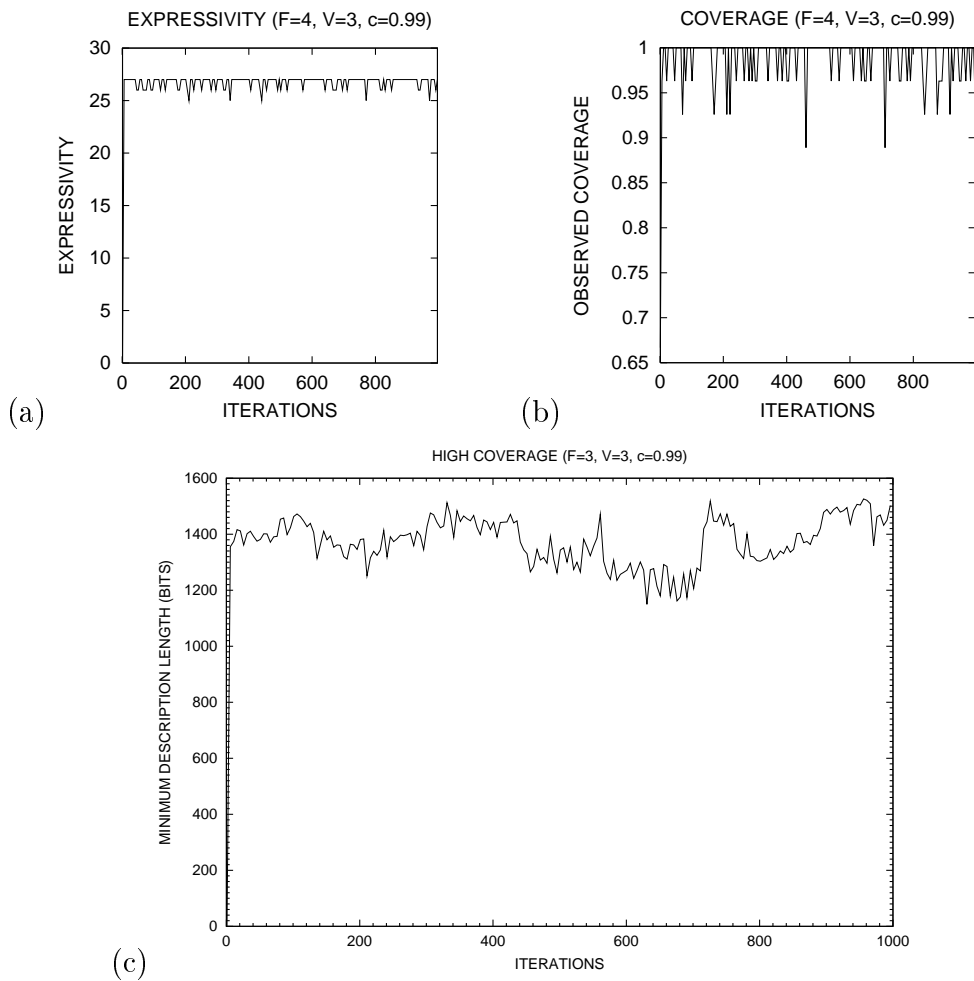 EXPRESSIVITY (F=4, V=3, c=0.99)
30
25
20
15
10
5
0
EXPRESSIVITY
0 200 400 600 800
ITERATIONS
(a)
COVERAGE (F=4, V=3, c=0.99)
1
0.95
0.9
0.85
0.8
0.75
0.7
0.65
OBSERVED COVERAGE
0 200 400 600 800
ITERATIONS
(b)
HIGH COVERAGE (F=3, V=3, c=0.99)
1600
1400
1200
1000
800
600
400
200
0
MINIMUM DESCRIPTION LENGTH (BITS)
0 200 400 600 800 1000
ITERATIONS
(c)